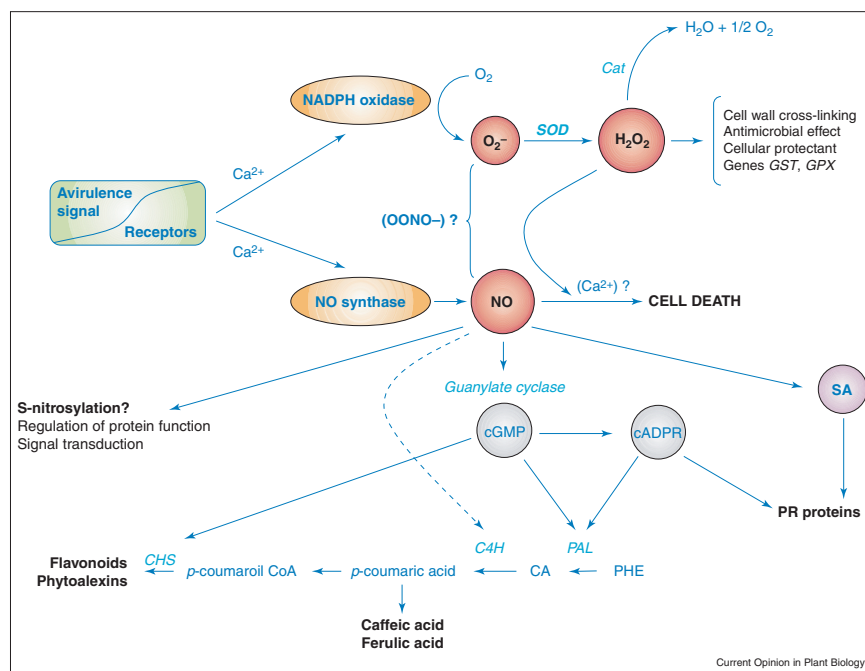 H₂O + 1/2 O₂
Cat
O₂
NADPH oxidase
O₂⁻
SOD
H₂O₂
Cell wall cross-linking
Antimicrobial effect
Cellular protectant
Genes GST, GPX
Ca²⁺
Avirulence
signal
Receptors
(OONO–) ?
Ca²⁺
NO synthase
NO
(Ca²⁺) ?
CELL DEATH
Guanylate cyclase
SA
S-nitrosylation?
Regulation of protein function
Signal transduction
cGMP
cADPR
PR proteins
CHS
C4H
PAL
Flavonoids
Phytoalexins
p-coumaroil CoA
p-coumaric acid
CA
PHE
Caffeic acid
Ferulic acid
Current Opinion in Plant Biology